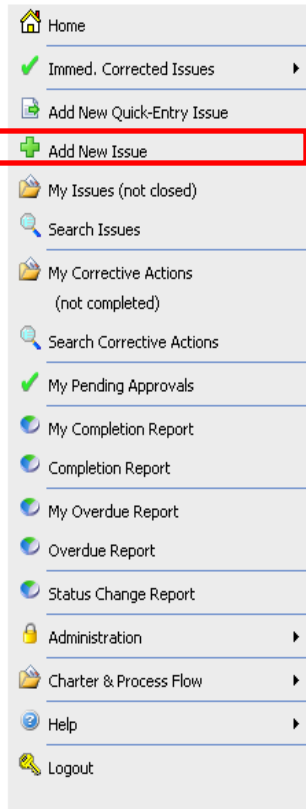 Home
Immed. Corrected Issues
Add New Quick-Entry Issue
Add New Issue
My Issues (not closed)
Search Issues
My Corrective Actions
(not completed)
Search Corrective Actions
My Pending Approvals
My Completion Report
Completion Report
My Overdue Report
Overdue Report
Status Change Report
Administration
Charter & Process Flow
Help
Logout